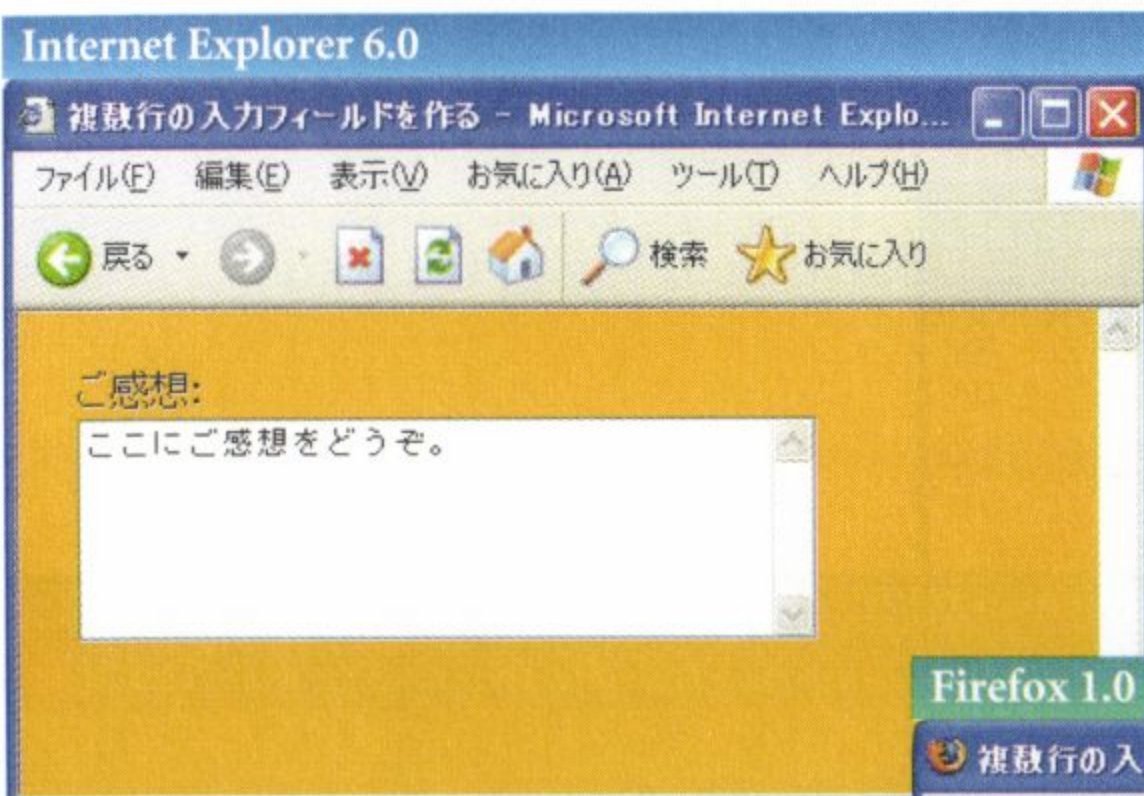 Internet Explorer 6.0
複数行の入力フィールドを作る - Microsoft Internet Explo...
ファイル(F) 編集(E) 表示(V) お気に入り(A) ツール(T) ヘルプ(H)
戻る 検索 お気に入り
ご感想:
ここにご感想をどうぞ。
Firefox 1.0
複数行の入